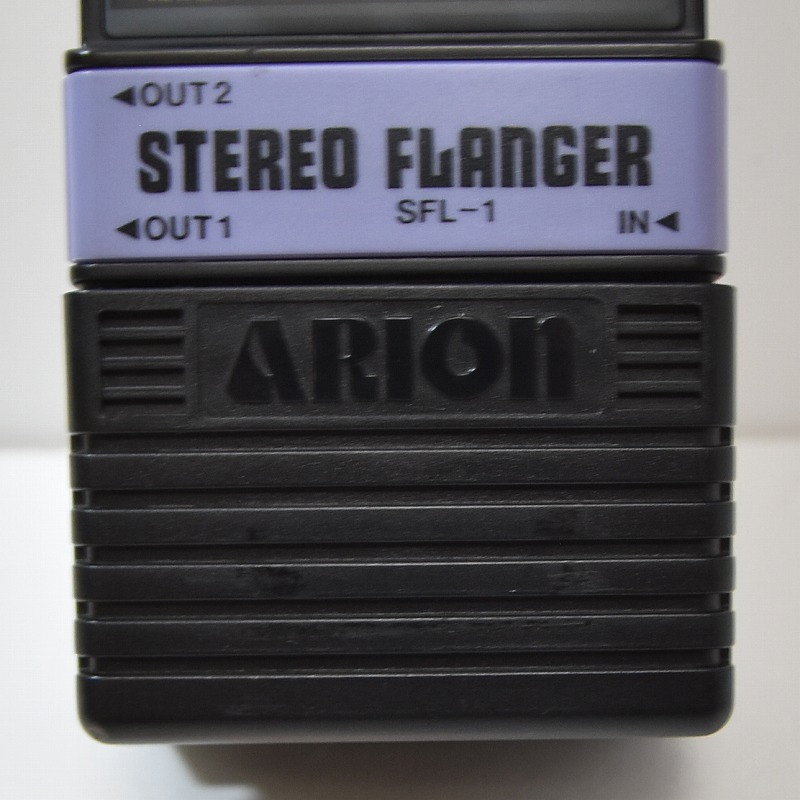 ◀OUT 2
STEREO FLANGER
SFL-1
◀OUT 1
IN◀
ARION